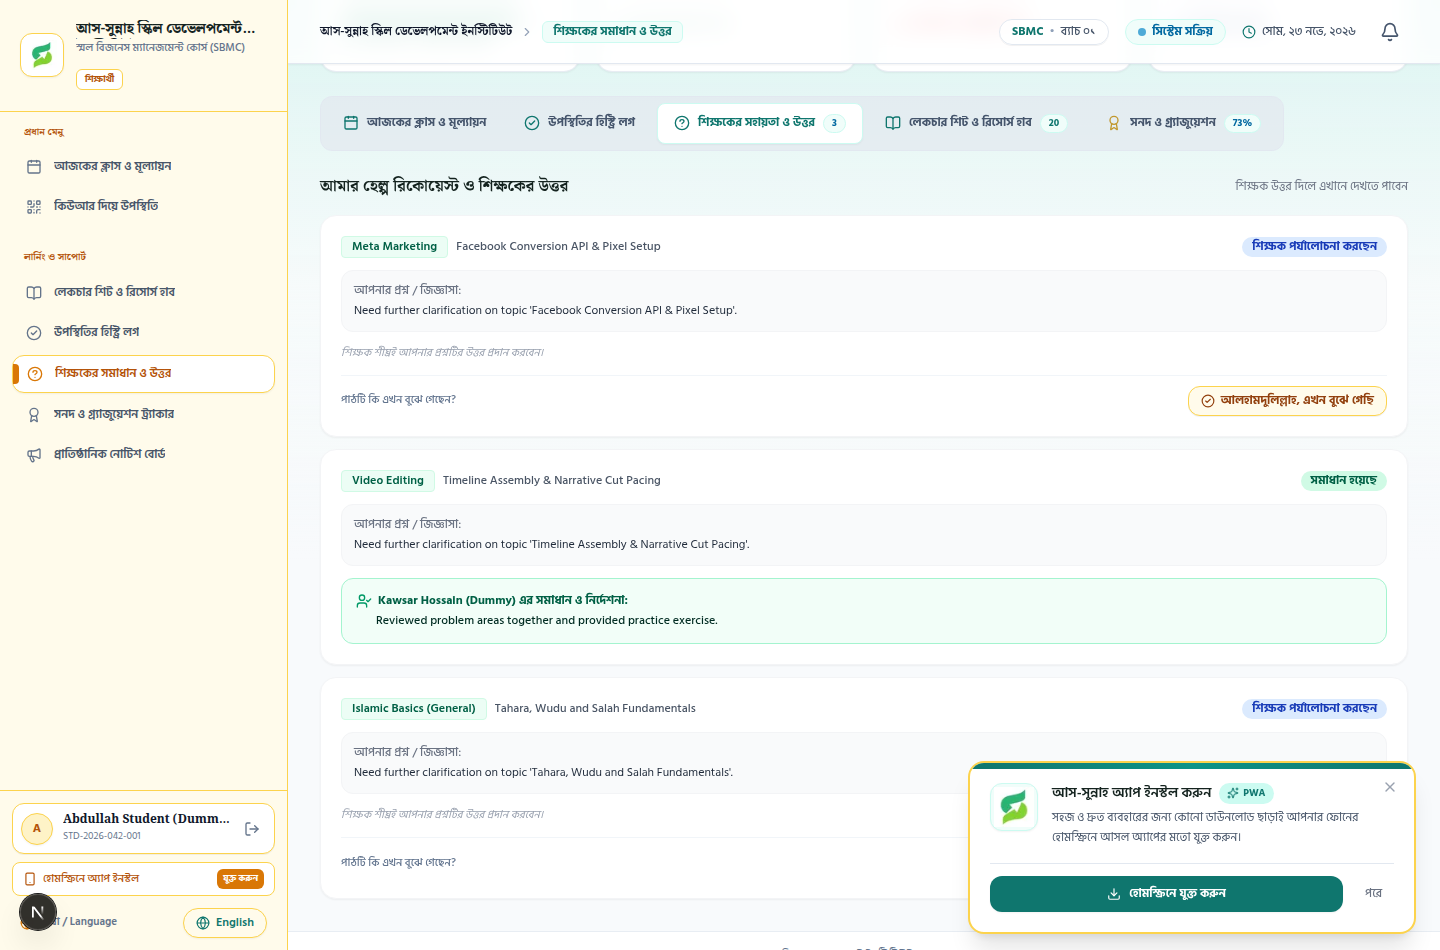 আস-সুন্নাহ স্কিল ডেভেলপমেন্ট...
স্মল বিজনেস ম্যানেজমেন্ট কোর্স (SBMC)
শিক্ষার্থী
প্রধান মেনু
আজকের ক্লাস ও মূল্যায়ন
কিউআর দিয়ে উপস্থিতি
লার্নিং ও সাপোর্ট
লেকচার শিট ও রিসোর্স হাব
উপস্থিতির হিস্ট্রি লগ
শিক্ষকের সমাধান ও উত্তর
সনদ ও গ্র্যাজুয়েশন ট্র্যাকার
প্রাতিষ্ঠানিক নোটিশ বোর্ড
A
Abdullah Student (Dumm...
STD-2026-042-001
হোমস্ক্রিনে অ্যাপ ইনস্টল
যুক্ত করুন
N
/ Language
English
আস-সুন্নাহ স্কিল ডেভেলপমেন্ট ইনস্টিটিউট
শিক্ষকের সমাধান ও উত্তর
SBMC • ব্যাচ ০১
সিস্টেম সক্রিয়
সোম, ২৩ নভে, ২০২৬
আজকের ক্লাস ও মূল্যায়ন
উপস্থিতির হিস্ট্রি লগ
শিক্ষকের সহায়তা ও উত্তর 3
লেকচার শিট ও রিসোর্স হাব 20
সনদ ও গ্র্যাজুয়েশন 73%
আমার হেল্প রিকোয়েস্ট ও শিক্ষকের উত্তর
শিক্ষক উত্তর দিলে এখানে দেখতে পাবেন
Meta Marketing
Facebook Conversion API & Pixel Setup
শিক্ষক পর্যালোচনা করছেন
আপনার প্রশ্ন / জিজ্ঞাসা:
Need further clarification on topic 'Facebook Conversion API & Pixel Setup'.
শিক্ষক শীঘ্রই আপনার প্রশ্নটির উত্তর প্রদান করবেন।
পাঠটি কি এখন বুঝে গেছেন?
আলহামদুলিল্লাহ, এখন বুঝে গেছি
Video Editing
Timeline Assembly & Narrative Cut Pacing
সমাধান হয়েছে
আপনার প্রশ্ন / জিজ্ঞাসা:
Need further clarification on topic 'Timeline Assembly & Narrative Cut Pacing'.
Kawsar Hossain (Dummy) এর সমাধান ও নির্দেশনা:
Reviewed problem areas together and provided practice exercise.
Islamic Basics (General)
Tahara, Wudu and Salah Fundamentals
শিক্ষক পর্যালোচনা করছেন
আপনার প্রশ্ন / জিজ্ঞাসা:
Need further clarification on topic 'Tahara, Wudu and Salah Fundamentals'.
শিক্ষক শীঘ্রই আপনার প্রশ্নটির উত্তর প্রদান করবেন।
পাঠটি কি এখন বুঝে গেছেন?
আস-সুন্নাহ অ্যাপ ইনস্টল করুন
PWA
সহজ ও দ্রুত ব্যবহারের জন্য কোনো ডাউনলোড ছাড়াই আপনার ফোনের
হোমস্ক্রিনে আসল অ্যাপের মতো যুক্ত করুন।
হোমস্ক্রিনে যুক্ত করুন
পরে